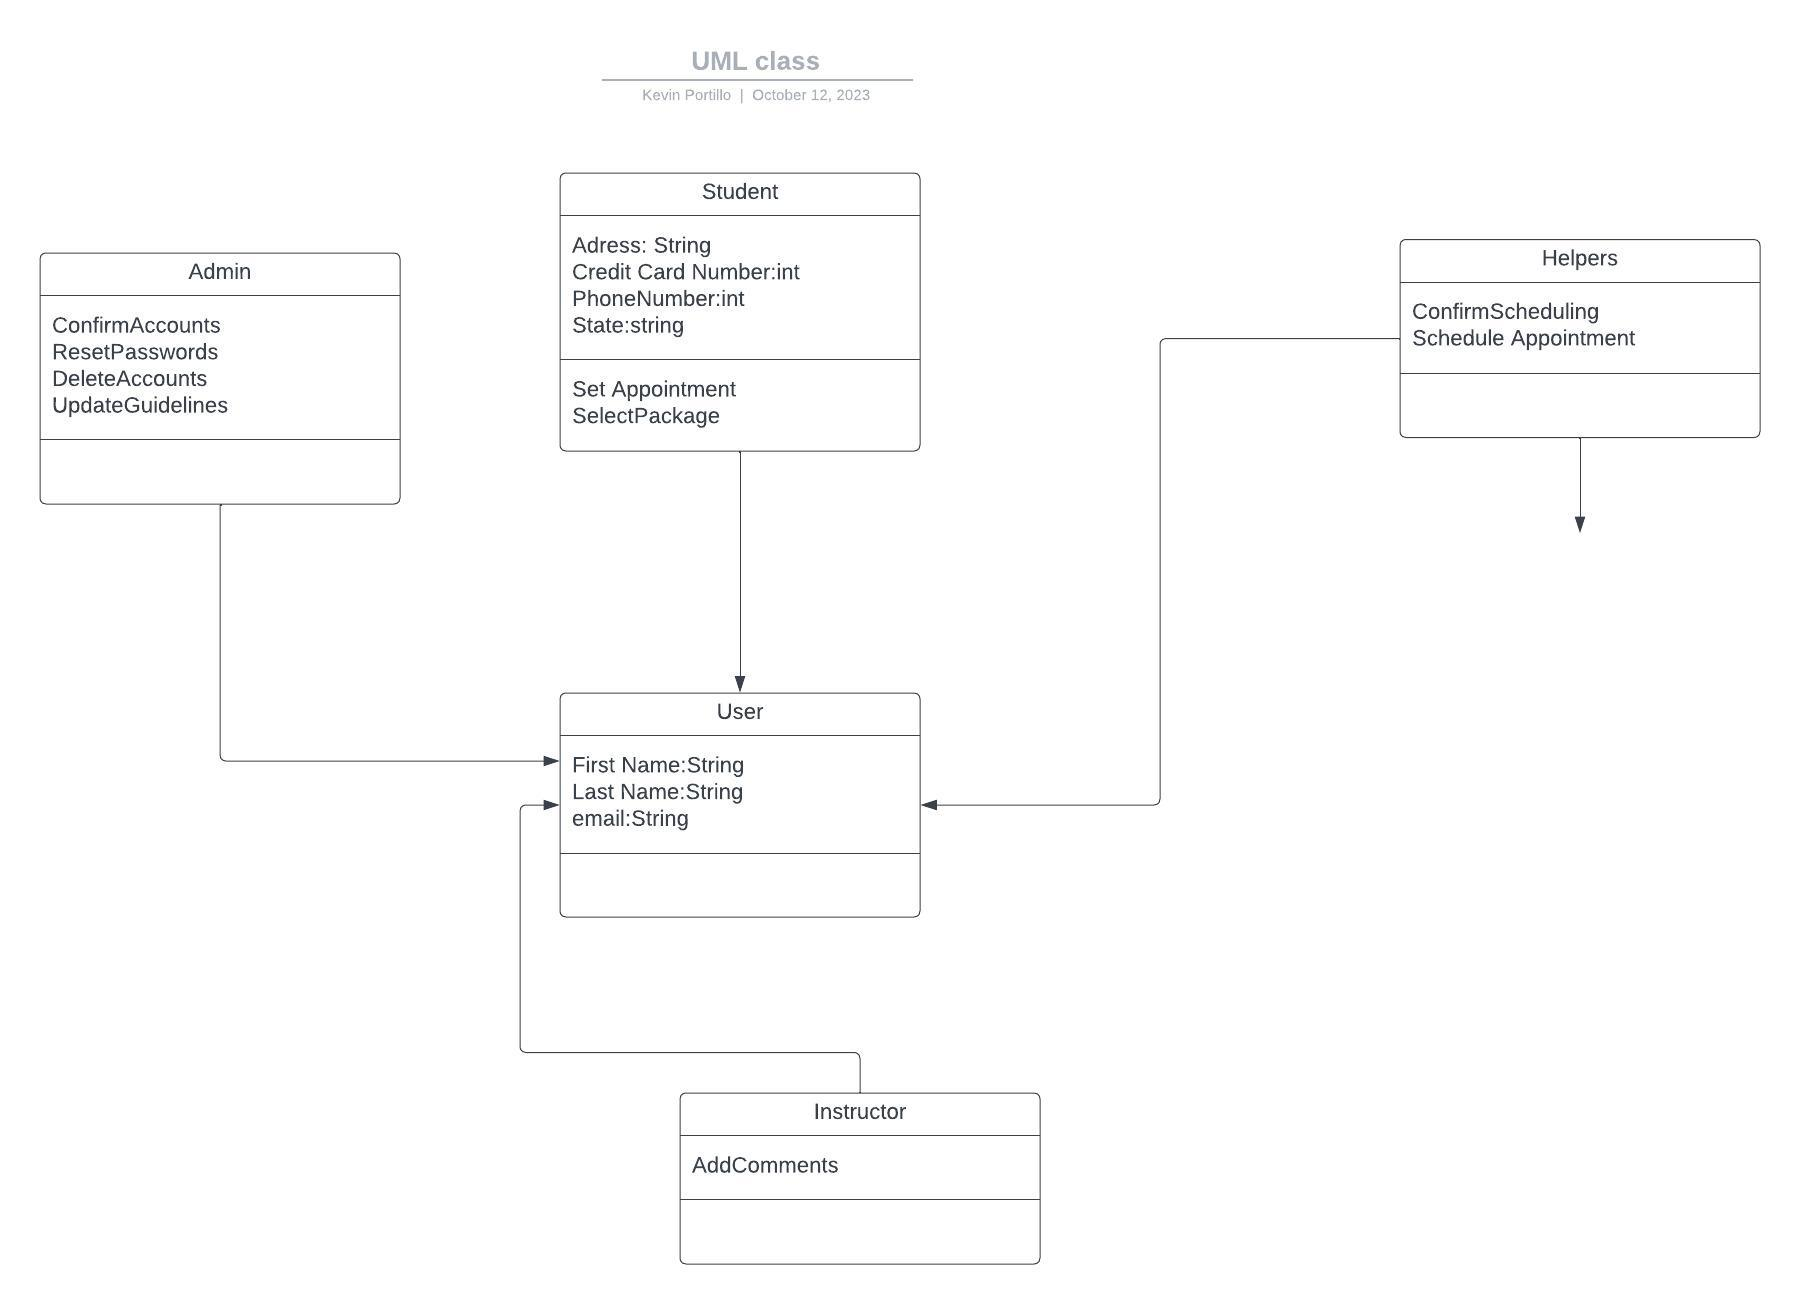 UML class
Kevin Portillo | October 12, 2023
Student
Adress: String
Credit Card Number:int
PhoneNumber:int
State:string
Set Appointment
SelectPackage
Admin
ConfirmAccounts
ResetPasswords
DeleteAccounts
UpdateGuidelines
Helpers
ConfirmScheduling
Schedule Appointment
User
First Name:String
Last Name:String
email:String
Instructor
AddComments